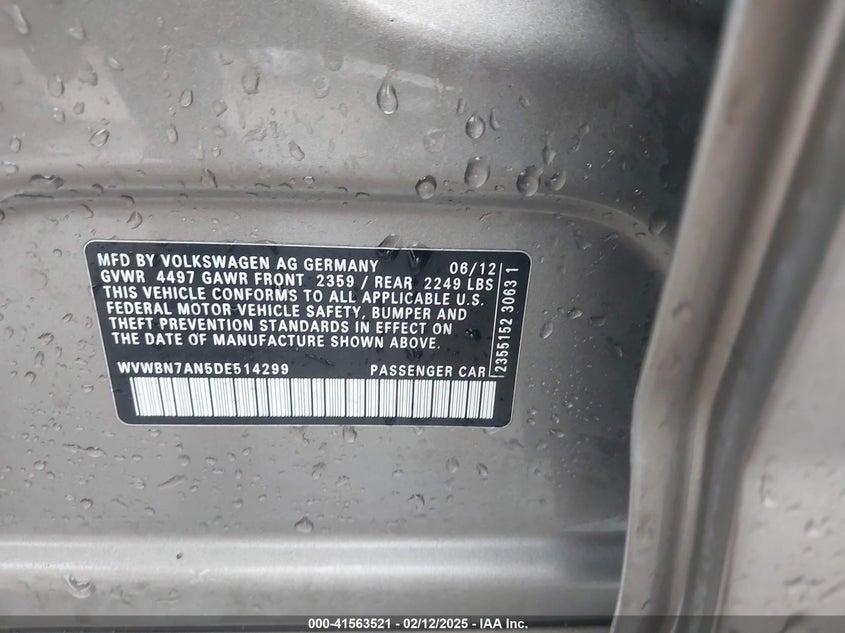 MFD BY VOLKSWAGEN AG GERMANY 06/12
GVWR 4497 GAWR FRONT 2359 / REAR 2249 LBS
THIS VEHICLE CONFORMS TO ALL APPLICABLE U.S.
FEDERAL MOTOR VEHICLE SAFETY, BUMPER AND
THEFT PREVENTION STANDARDS IN EFFECT ON
THE DATE OF MANUFACTURE SHOWN ABOVE.
WVWBN7AN5DE514299 PASSENGER CAR
2355152 3063 1
000-41563521 - 02/12/2025 - IAA Inc.